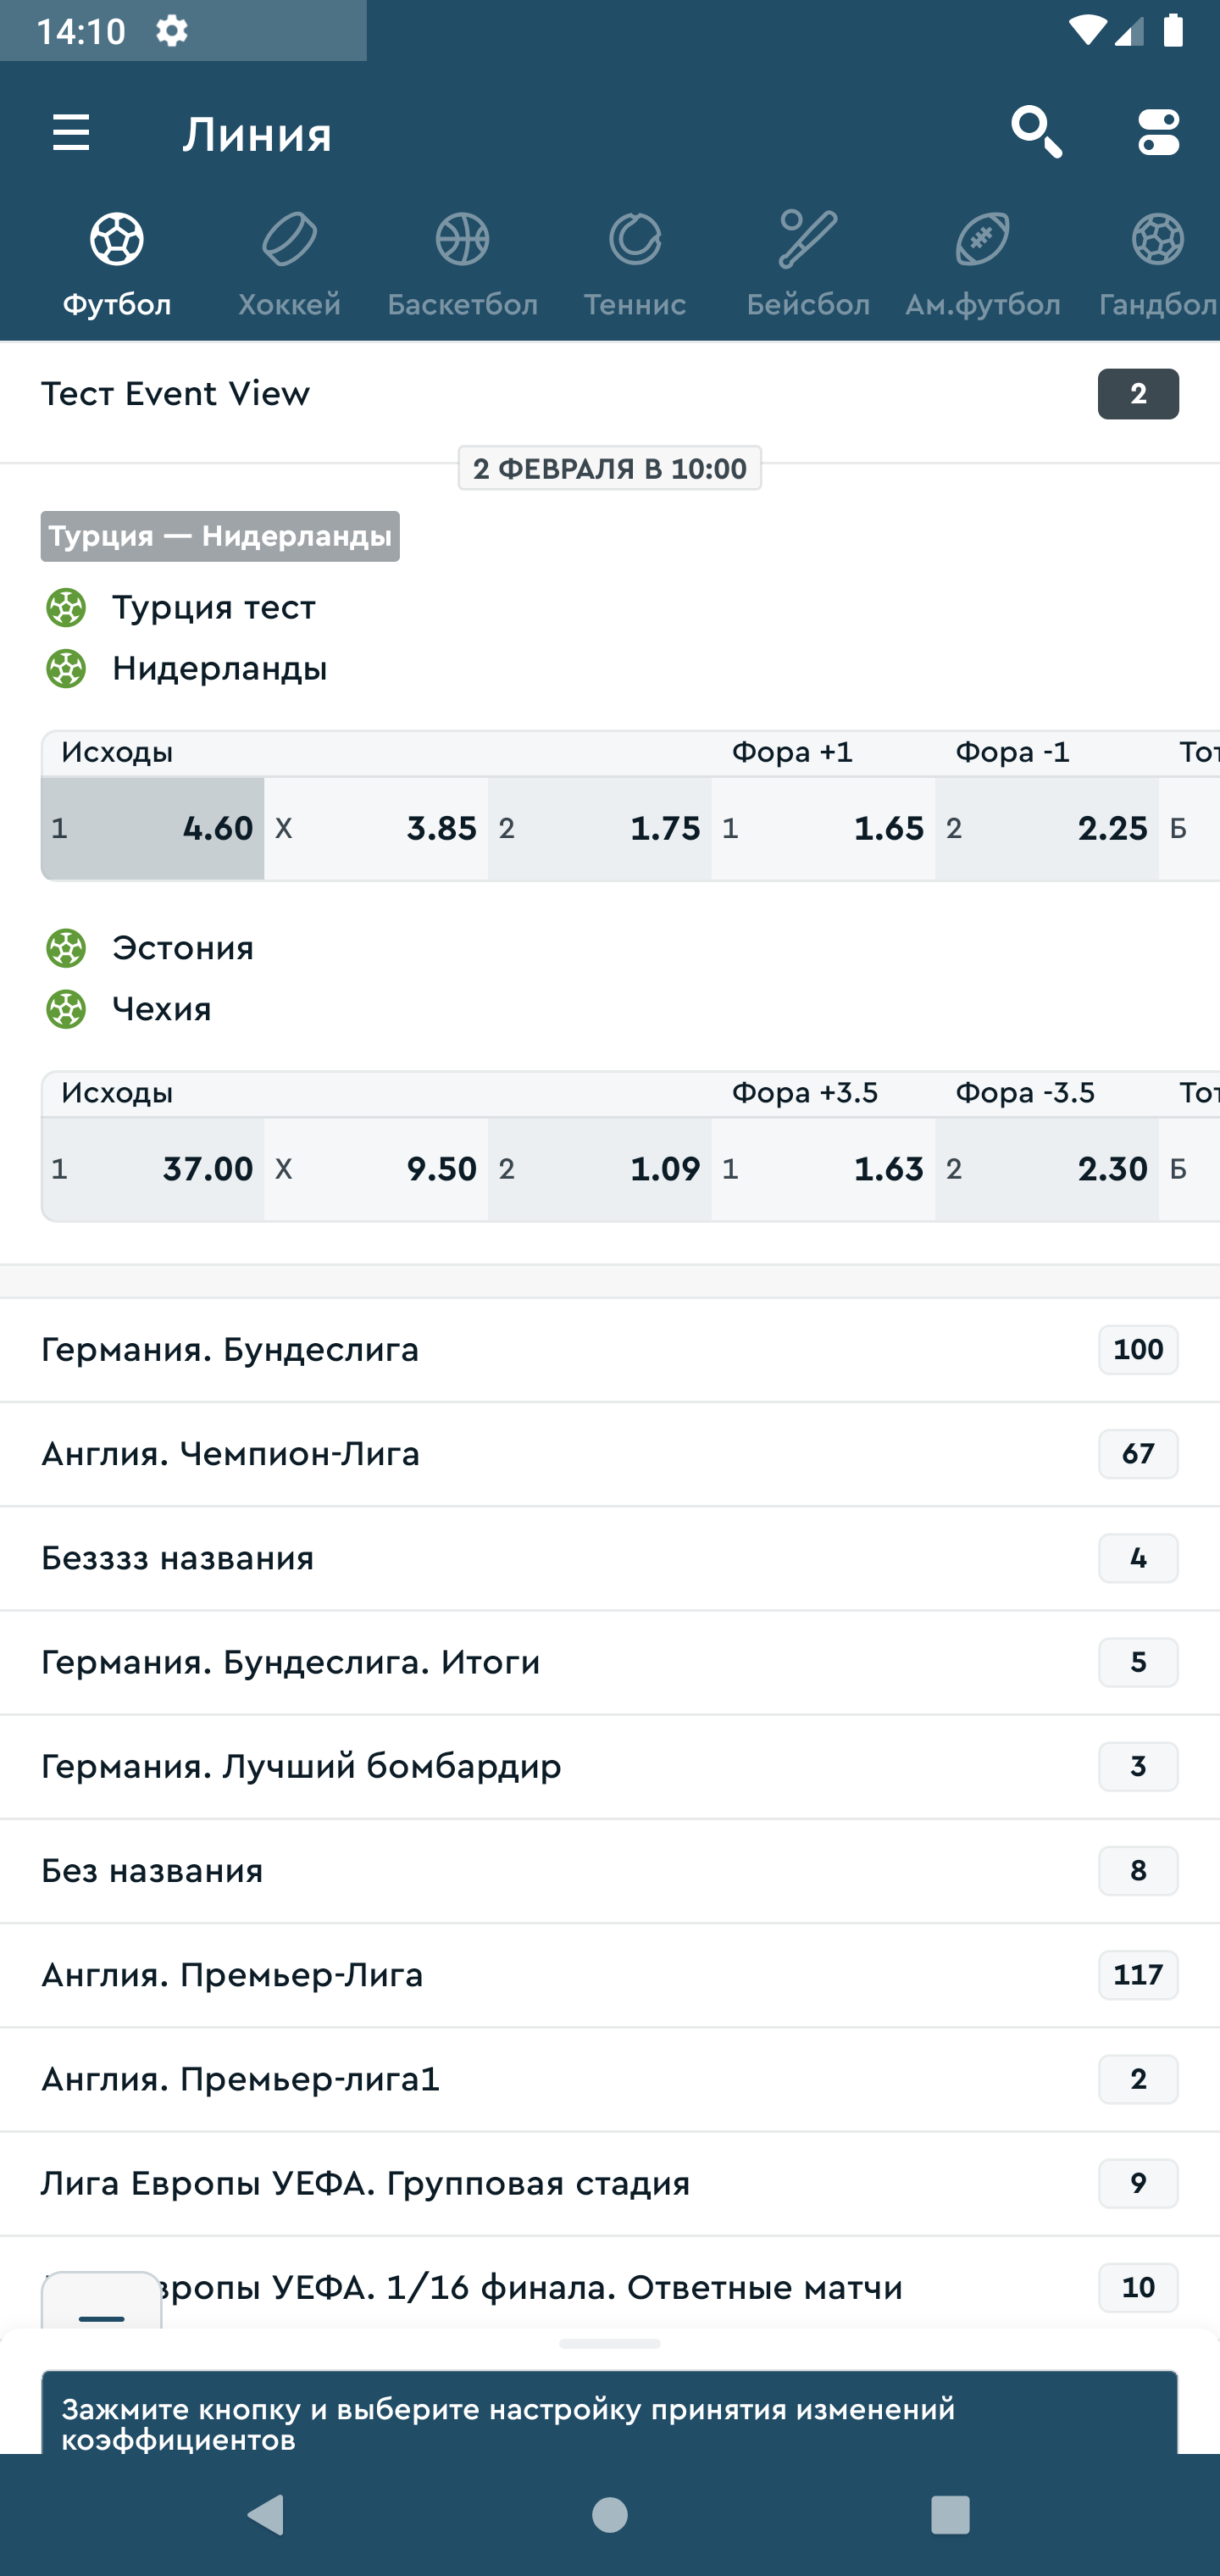 14:10
Линия
Футбол Хоккей Баскетбол Теннис Бейсбол Ам.футбол Гандбол
Тест Event View 2
2 ФЕВРАЛЯ В 10:00
Турция — Нидерланды
Турция тест
Нидерланды
Исходы Фора +1 Фора -1
1 4.60 X 3.85 2 1.75 1 1.65 2 2.25 Б
Эстония
Чехия
Исходы Фора +3.5 Фора -3.5
1 37.00 X 9.50 2 1.09 1 1.63 2 2.30 Б
Германия. Бундеслига 100
Англия. Чемпион-Лига 67
Безззз названия 4
Германия. Бундеслига. Итоги 5
Германия. Лучший бомбардир 3
Без названия 8
Англия. Премьер-Лига 117
Англия. Премьер-лига1 2
Лига Европы УЕФА. Групповая стадия 9
вропы УЕФА. 1/16 финала. Ответные матчи 10
Зажмите кнопку и выберите настройку принятия изменений
коэффициентов